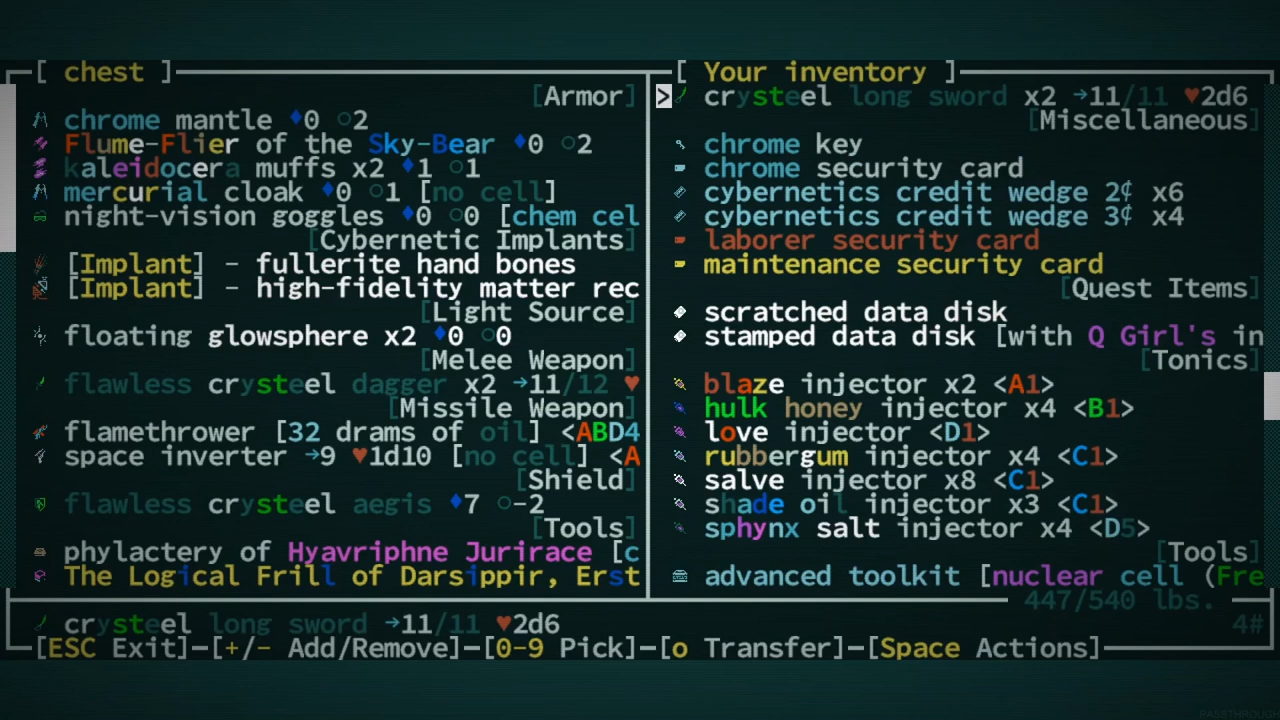 [ chest ]
[Armor]
chrome mantle ♦0 ○2
Flume-Flier of the Sky-Bear ♦0 ○2
kaleidocera muffs x2 ♦1 ○1
mercurial cloak ♦0 ○1 [no cell]
night-vision goggles ♦0 ○0 [chem cel
[Cybernetic Implants]
[Implant] - fullerite hand bones
[Implant] - high-fidelity matter rec
[Light Source]
floating glowsphere x2 ♦0 ○0
[Melee Weapon]
flawless crysteel dagger x2 →11/12 ♥
[Missile Weapon]
flamethrower [32 drams of oil] <ABD4
space inverter →9 ♥1d10 [no cell] <A
[Shield]
flawless crysteel aegis ♦7 ○-2
[Tools]
phylactery of Hyavriphne Jurirace [c
The Logical Frill of Darsippir, Erst
[ Your inventory ]
> crysteel long sword x2 →11/11 ♥2d6
[Miscellaneous]
chrome key
chrome security card
cybernetics credit wedge 2¢ x6
cybernetics credit wedge 3¢ x4
laborer security card
maintenance security card
[Quest Items]
scratched data disk
stamped data disk [with Q Girl's in
[Tonics]
blaze injector x2 <A1>
hulk honey injector x4 <B1>
love injector <D1>
rubbergum injector x4 <C1>
salve injector x8 <C1>
shade oil injector x3 <C1>
sphynx salt injector x4 <D5>
[Tools]
advanced toolkit [nuclear cell (Fre
447/540 lbs.
crysteel long sword →11/11 ♥2d6
4#
[ESC Exit]-[+/- Add/Remove]-[0-9 Pick]-[o Transfer]-[Space Actions]